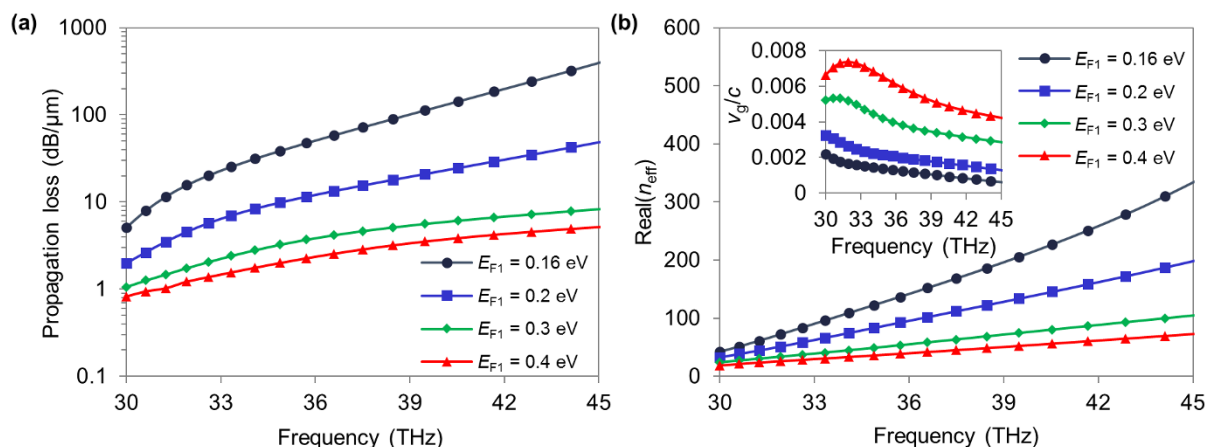 (a)
Propagation loss (dB/μm)
1000
100
10
1
0.1
30 33 36 39 42 45
Frequency (THz)
EF1 = 0.16 eV
EF1 = 0.2 eV
EF1 = 0.3 eV
EF1 = 0.4 eV
(b)
Real(neff)
600
500
400
300
200
100
0
30 33 36 39 42 45
Frequency (THz)
vg/c
0.008
0.006
0.004
0.002
0
30 33 36 39 42 45
Frequency (THz)
EF1 = 0.16 eV
EF1 = 0.2 eV
EF1 = 0.3 eV
EF1 = 0.4 eV